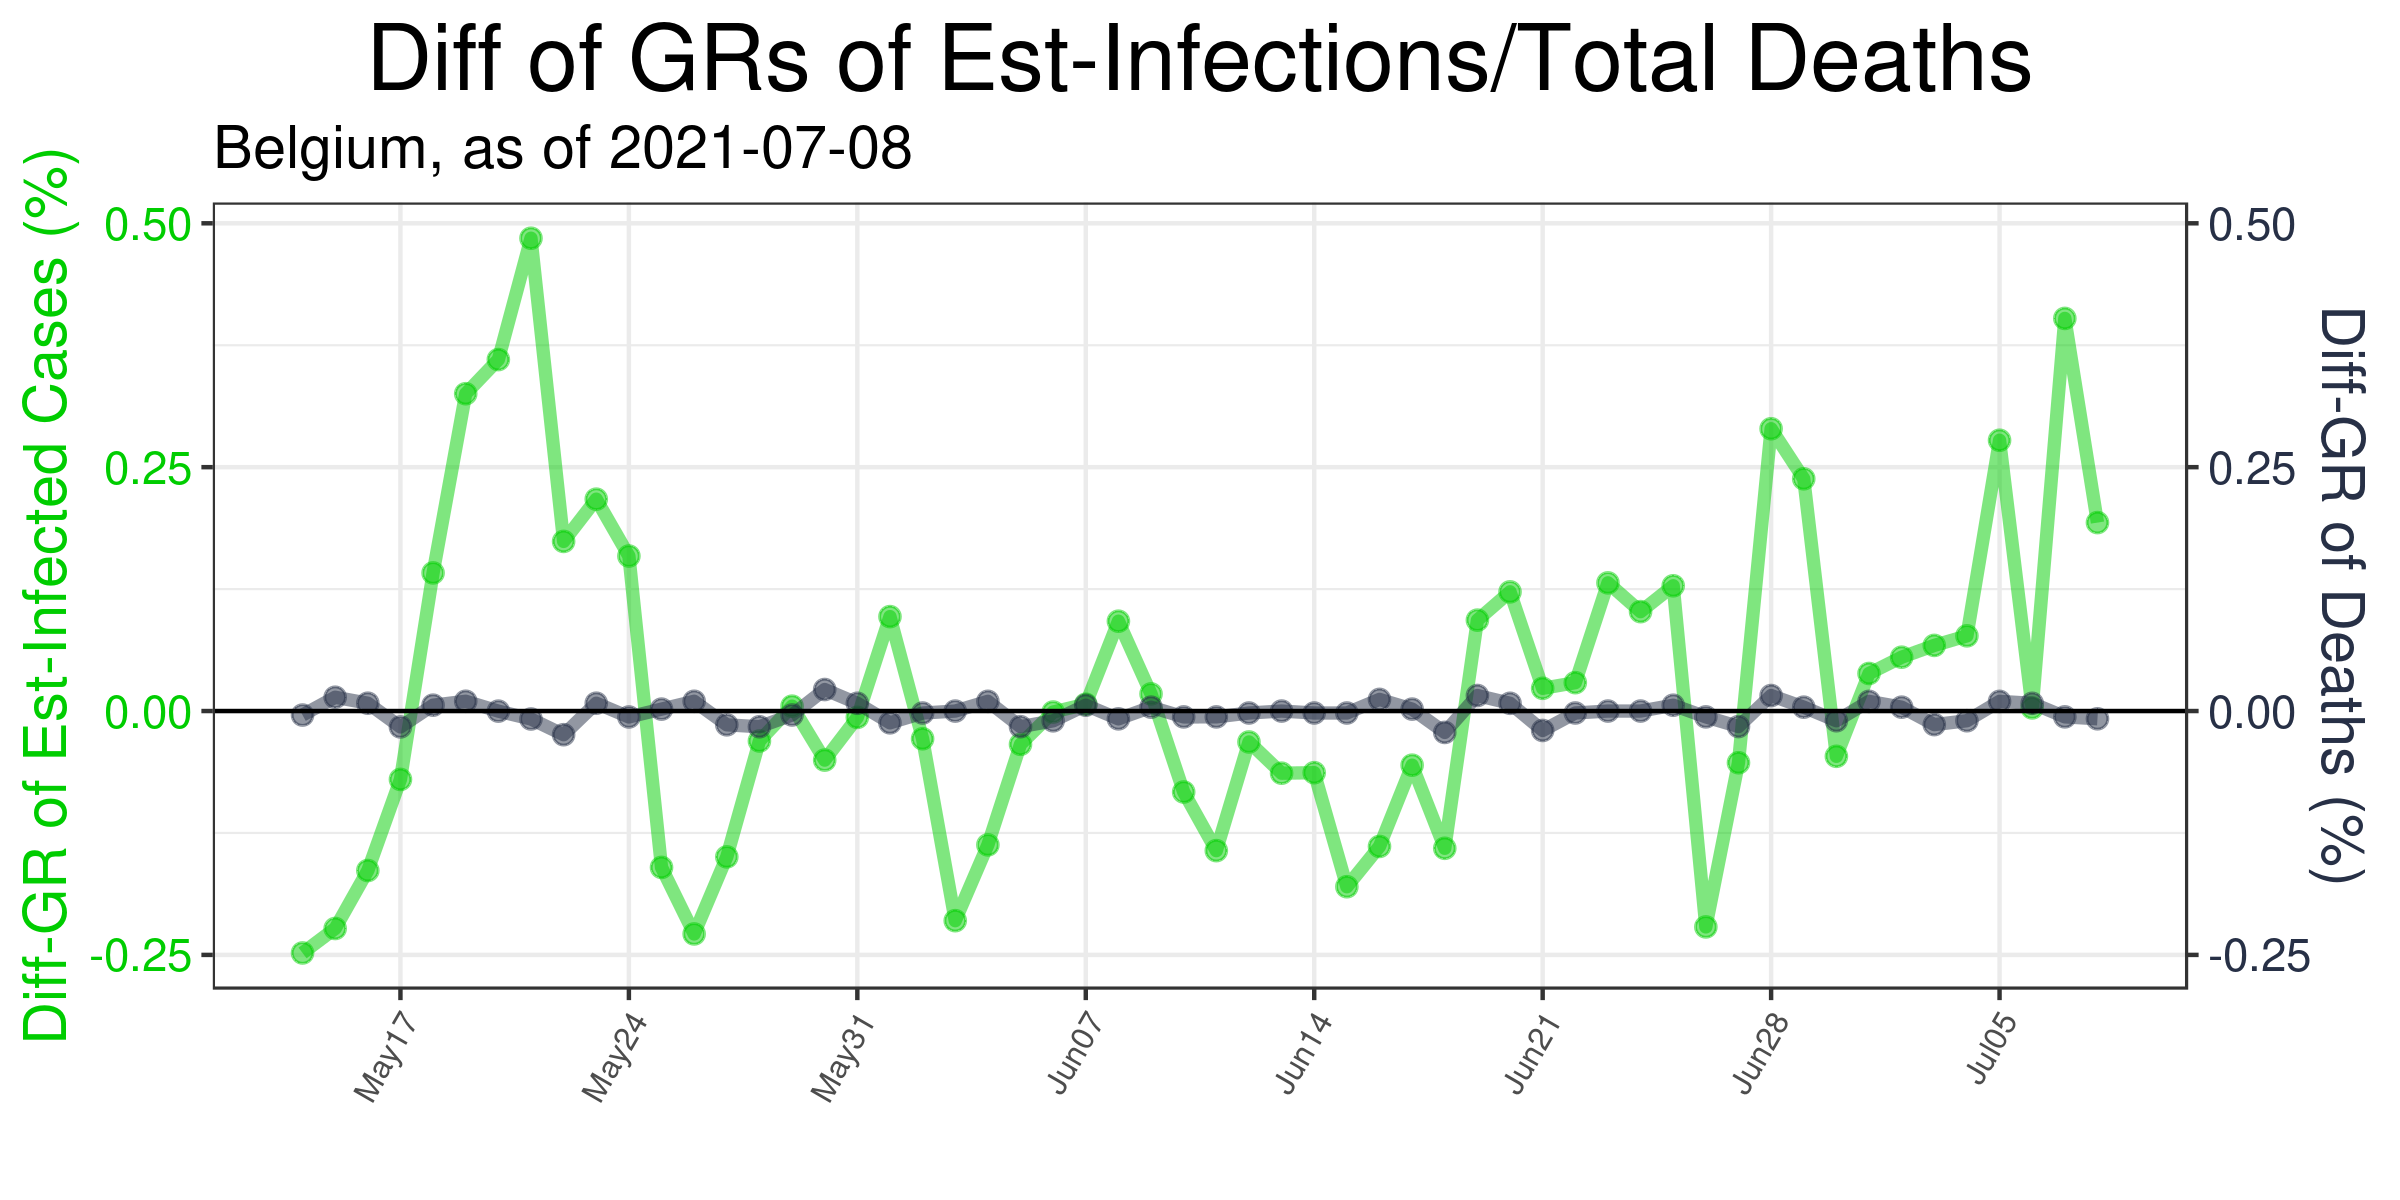 Diff of GRs of Est-Infections/Total Deaths
Belgium, as of 2021-07-08
Diff-GR of Est-Infected Cases (%)
0.50
0.25
0.00
-0.25
0.50
0.25
0.00
-0.25
Diff-GR of Deaths (%)
May17
May24
May31
Jun07
Jun14
Jun21
Jun28
Jul05